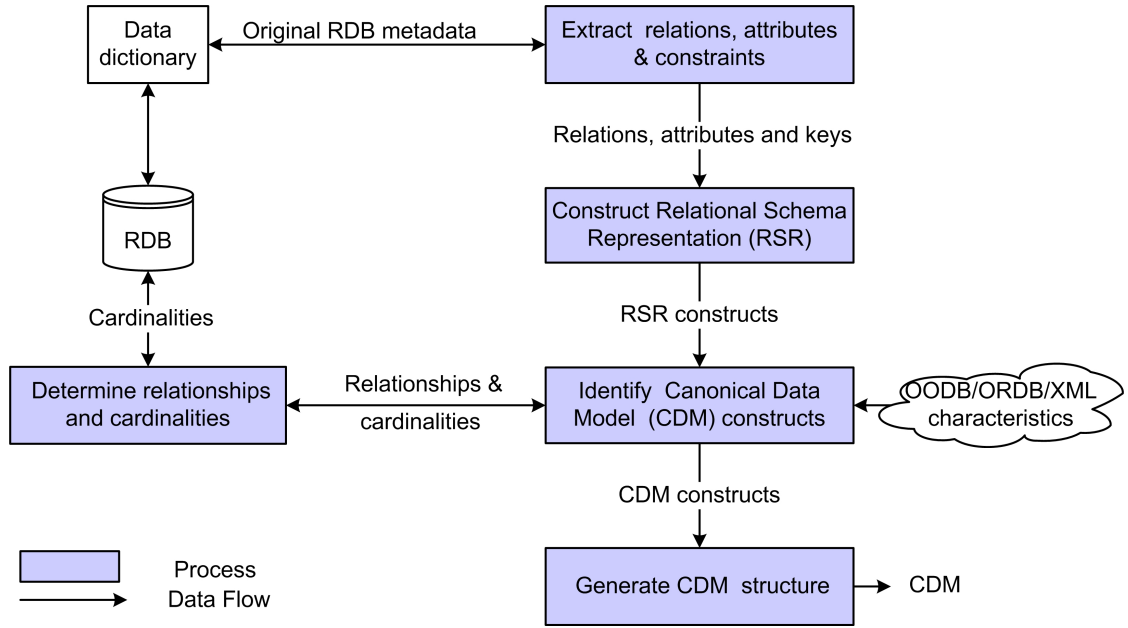 Data
dictionary
Original RDB metadata
Extract relations, attributes
& constraints
Relations, attributes and keys
RDB
Construct Relational Schema
Representation (RSR)
Cardinalities
RSR constructs
Determine relationships
and cardinalities
Relationships &
cardinalities
Identify Canonical Data
Model (CDM) constructs
OODB/ORDB/XML
characteristics
CDM constructs
Process
Data Flow
Generate CDM structure
CDM